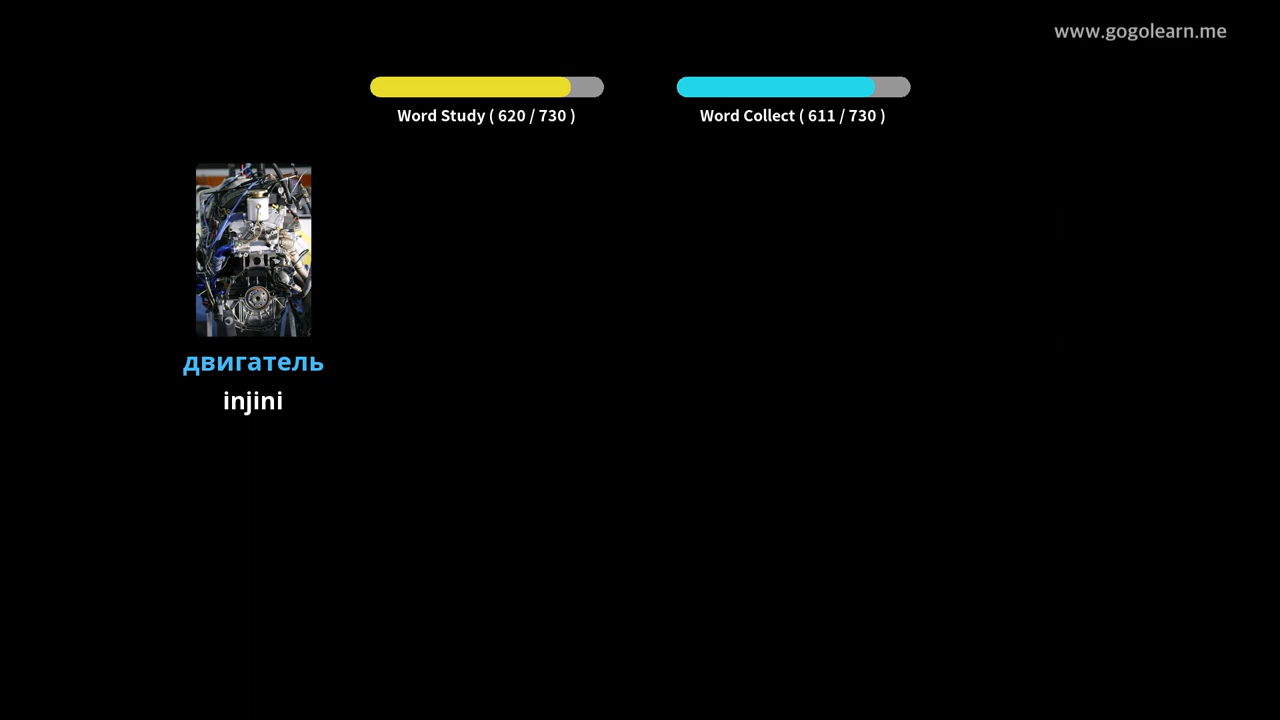 www.gogolearn.me
Word Study ( 620 / 730 )
Word Collect ( 611 / 730 )
двигатель
injini